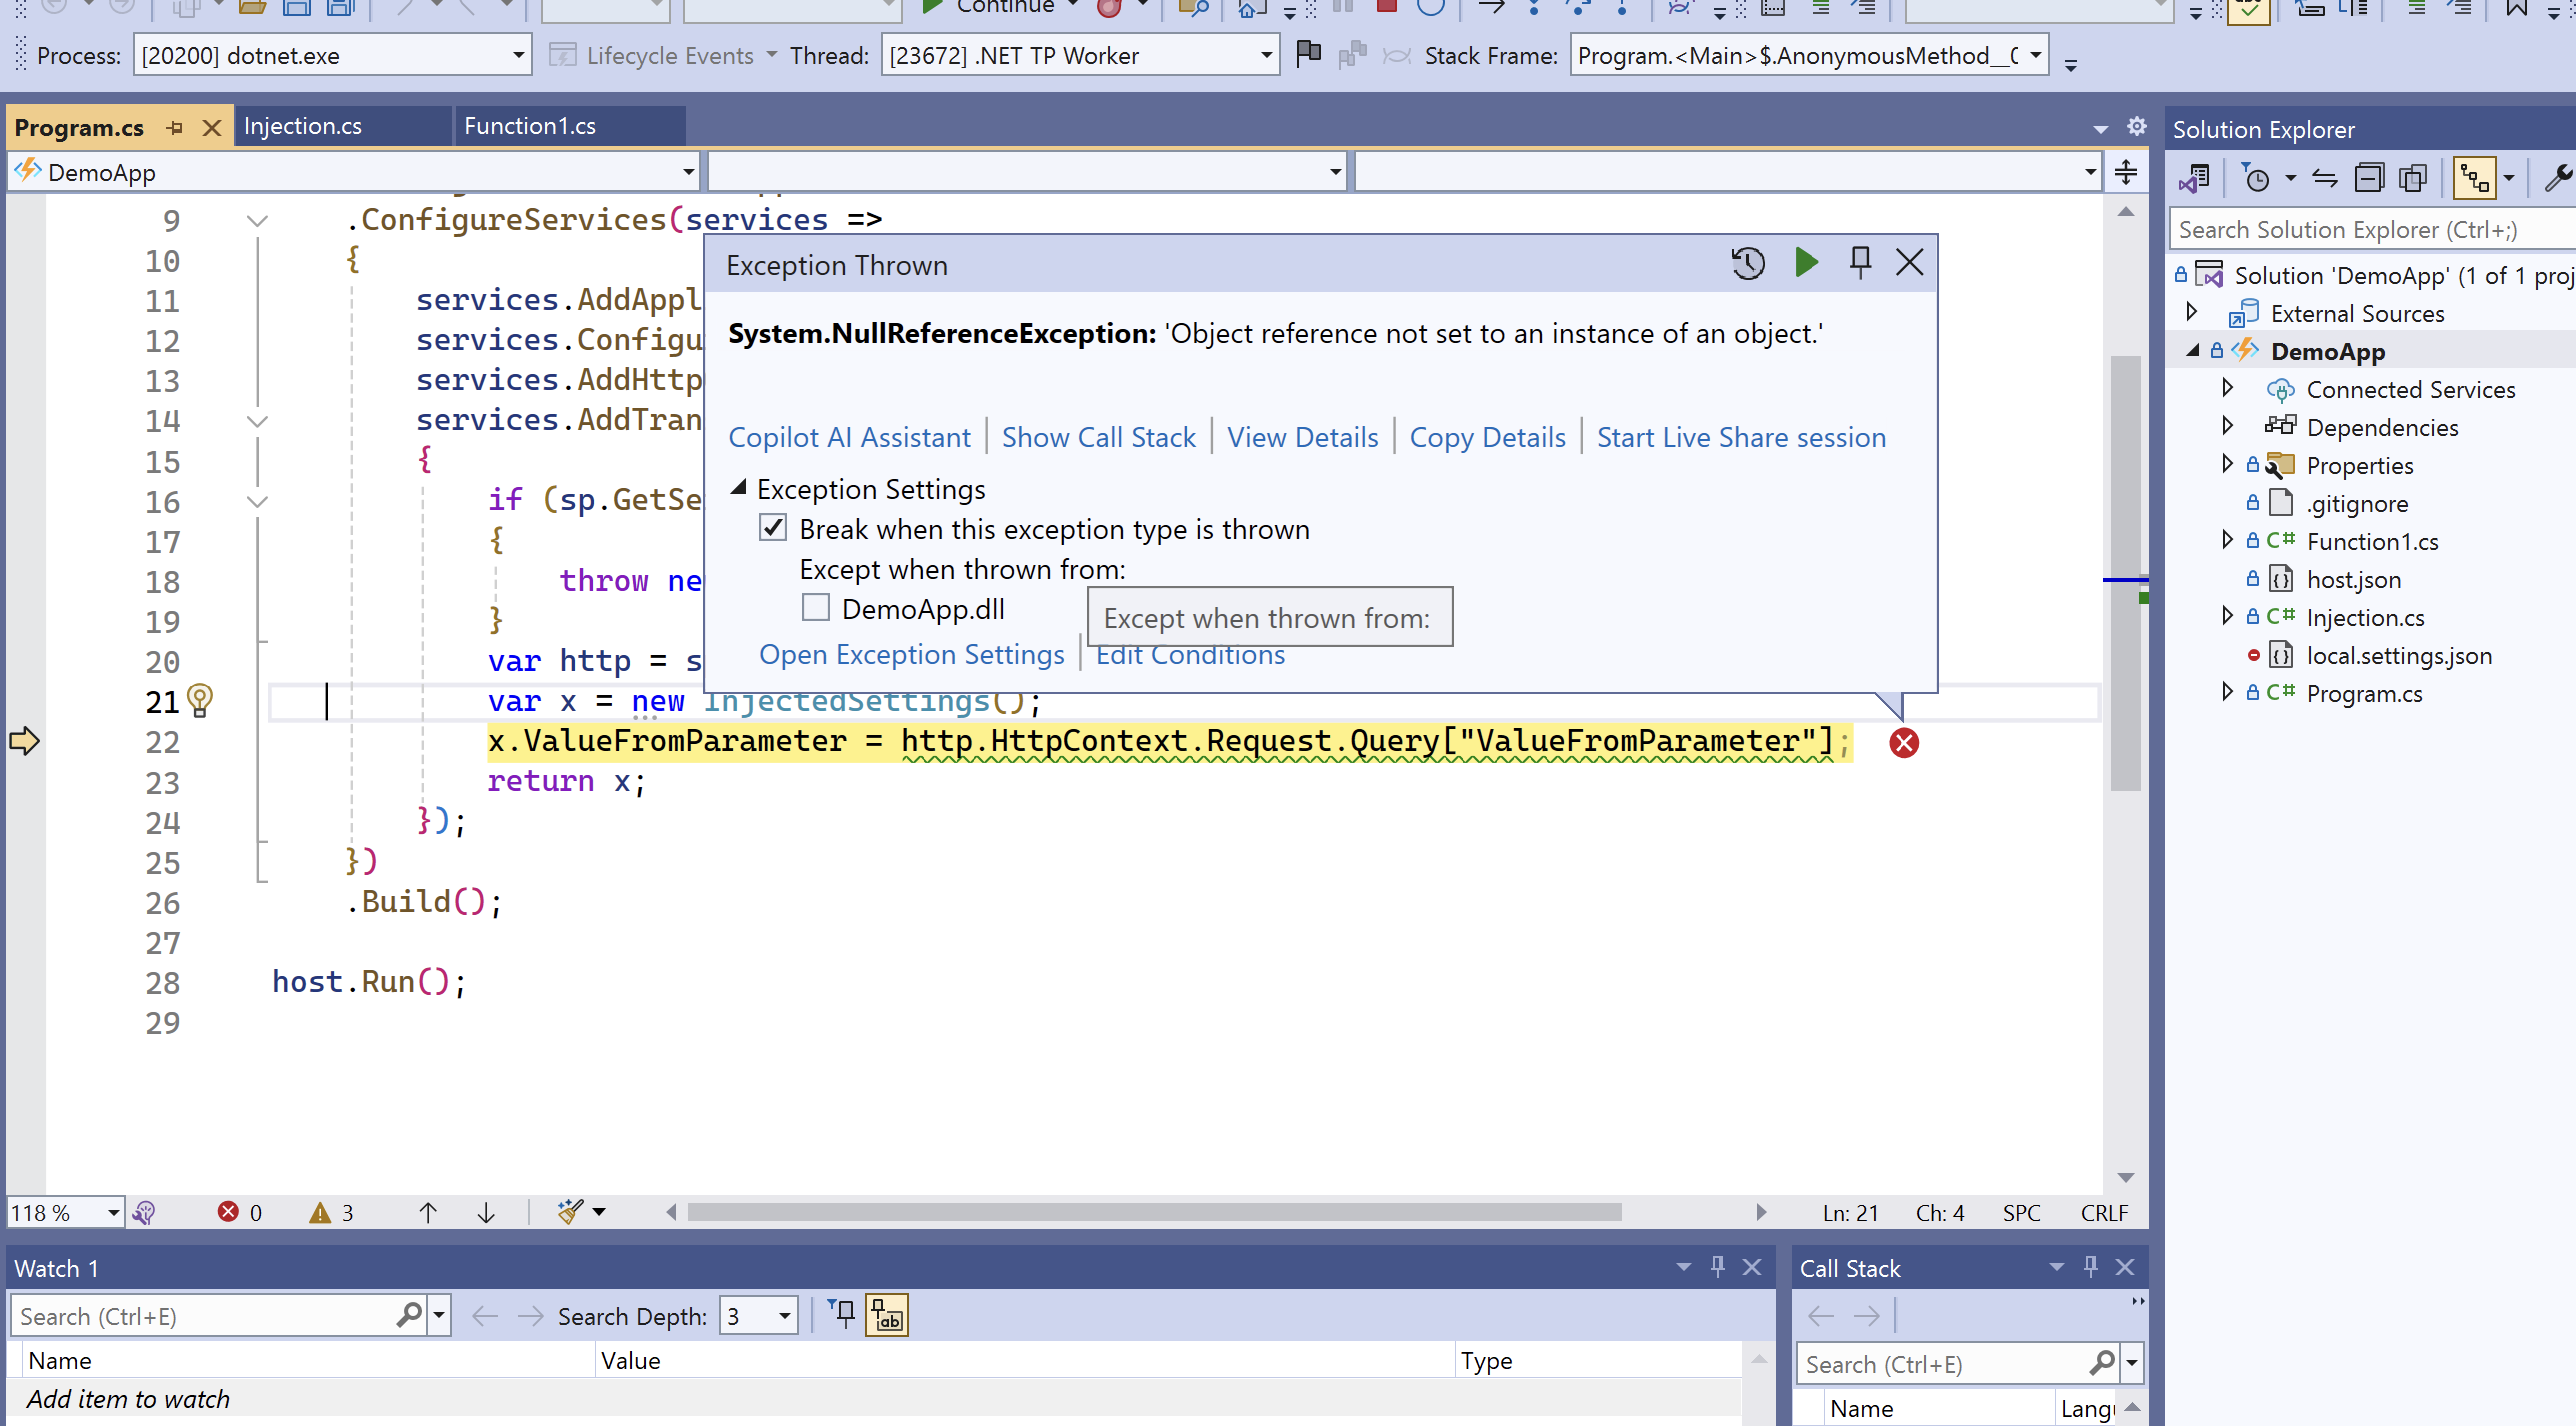 Continue
Process: [20200] dotnet.exe Lifecycle Events Thread: [23672] .NET TP Worker Stack Frame: Program.<Main>$.AnonymousMethod__0
Program.cs Injection.cs Function1.cs
DemoApp
9 .ConfigureServices(services =>
10 {
11 services.AddAppl
12 services.Configu
13 services.AddHttp
14 services.AddTran
15 {
16 if (sp.GetSe
17 {
18 throw ne
19 }
20 var http = s
21 var x = new InjectedSettings();
22 x.ValueFromParameter = http.HttpContext.Request.Query["ValueFromParameter"];
23 return x;
24 });
25 })
26 .Build();
27
28 host.Run();
29
Exception Thrown
System.NullReferenceException: 'Object reference not set to an instance of an object.'
Copilot AI Assistant | Show Call Stack | View Details | Copy Details | Start Live Share session
Exception Settings
Break when this exception type is thrown
Except when thrown from:
DemoApp.dll
Except when thrown from:
Open Exception Settings | Edit Conditions
118 % 0 3 Ln: 21 Ch: 4 SPC CRLF
Watch 1
Search (Ctrl+E) Search Depth: 3
Name Value Type
Add item to watch
Call Stack
Search (Ctrl+E)
Name Langu
Solution Explorer
Search Solution Explorer (Ctrl+;)
Solution 'DemoApp' (1 of 1 proj
External Sources
DemoApp
Connected Services
Dependencies
Properties
.gitignore
C# Function1.cs
host.json
C# Injection.cs
local.settings.json
C# Program.cs